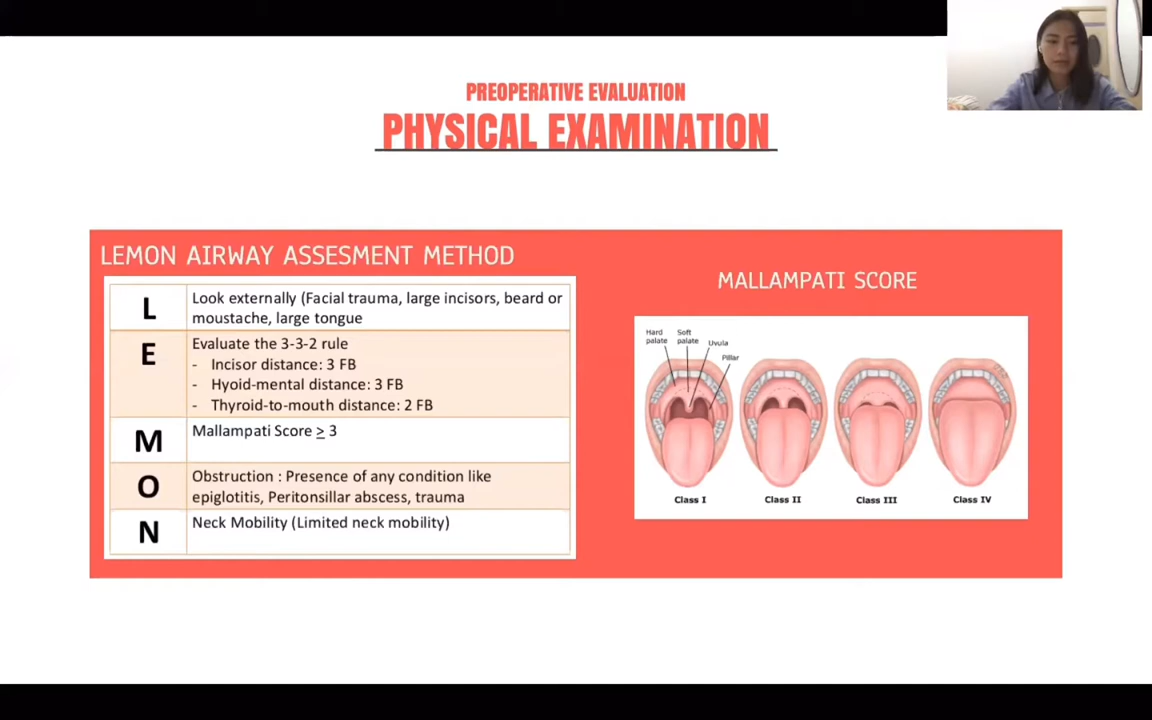 PREOPERATIVE EVALUATION
PHYSICAL EXAMINATION
LEMON AIRWAY ASSESMENT METHOD
L
Look externally (Facial trauma, large incisors, beard or
moustache, large tongue
E
Evaluate the 3-3-2 rule
- Incisor distance: 3 FB
- Hyoid-mental distance: 3 FB
- Thyroid-to-mouth distance: 2 FB
M
Mallampati Score ≥ 3
O
Obstruction : Presence of any condition like
epiglotitis, Peritonsillar abscess, trauma
N
Neck Mobility (Limited neck mobility)
MALLAMPATI SCORE
Hard
palate
Soft
palate
Uvula
Pillar
Class I
Class II
Class III
Class IV